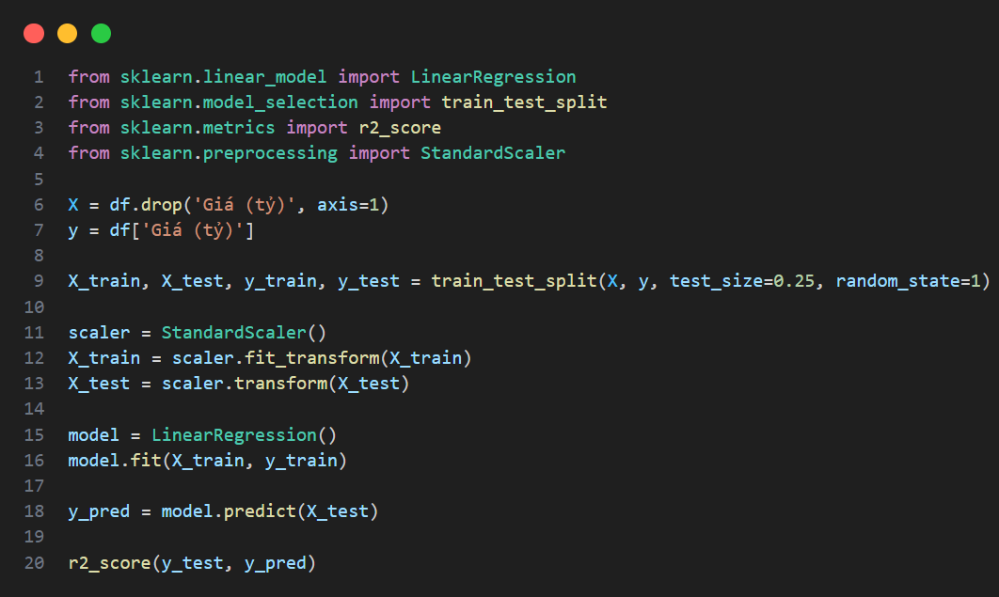 1 from sklearn.linear_model import LinearRegression
2 from sklearn.model_selection import train_test_split
3 from sklearn.metrics import r2_score
4 from sklearn.preprocessing import StandardScaler
5
6 X = df.drop('Giá (tỷ)', axis=1)
7 y = df['Giá (tỷ)']
8
9 X_train, X_test, y_train, y_test = train_test_split(X, y, test_size=0.25, random_state=1)
10
11 scaler = StandardScaler()
12 X_train = scaler.fit_transform(X_train)
13 X_test = scaler.transform(X_test)
14
15 model = LinearRegression()
16 model.fit(X_train, y_train)
17
18 y_pred = model.predict(X_test)
19
20 r2_score(y_test, y_pred)